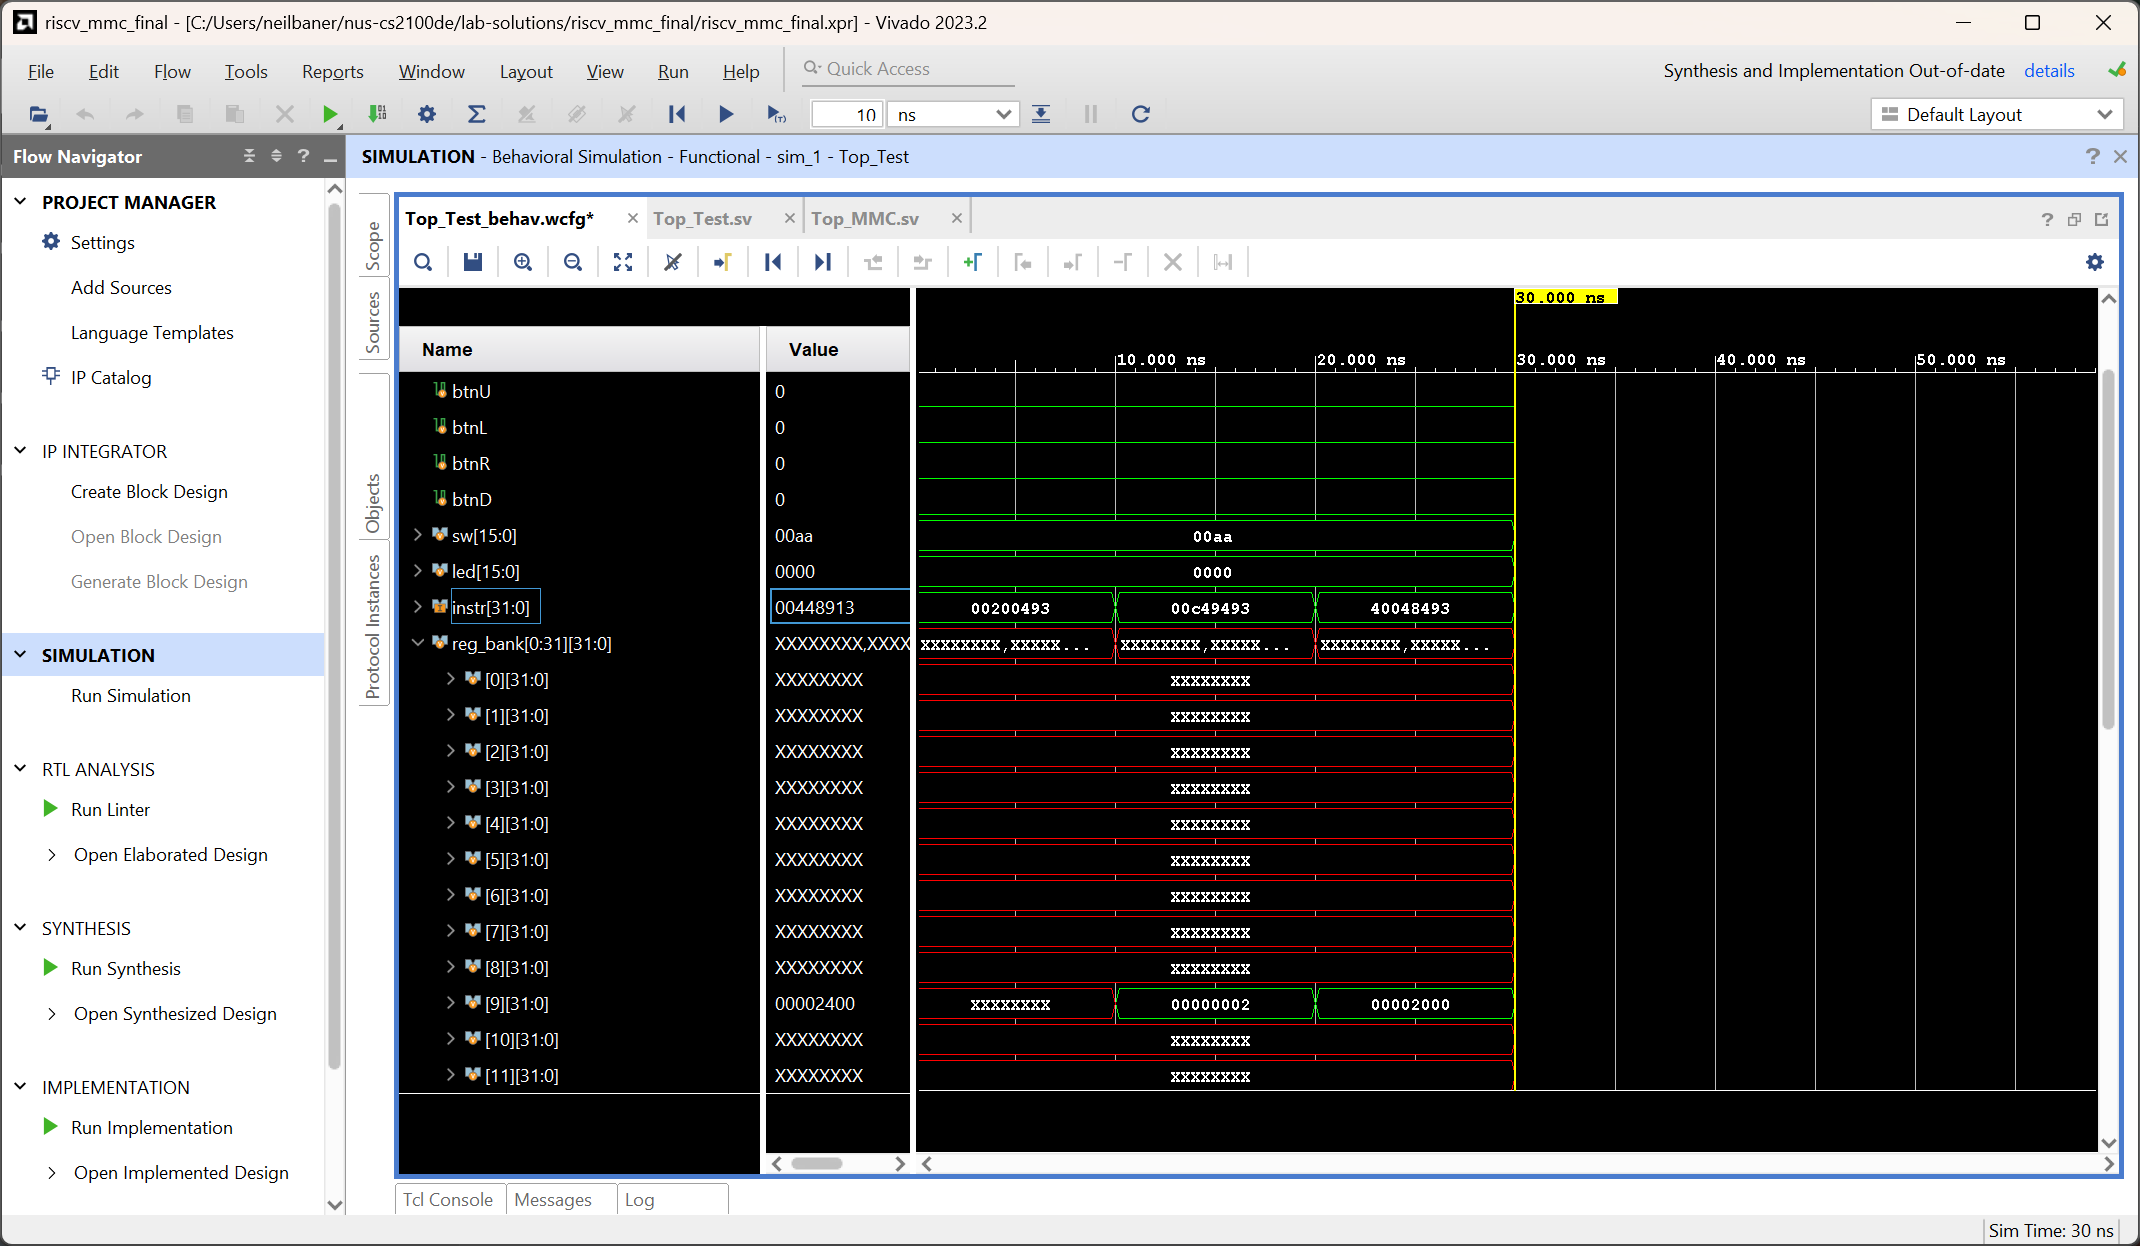 riscv_mmc_final - [C:/Users/neilbaner/nus-cs2100de/lab-solutions/riscv_mmc_final/riscv_mmc_final.xpr] - Vivado 2023.2
File Edit Flow Tools Reports Window Layout View Run Help Quick Access
Synthesis and Implementation Out-of-date details
10 ns
Default Layout
Flow Navigator
PROJECT MANAGER
Settings
Add Sources
Language Templates
IP Catalog
IP INTEGRATOR
Create Block Design
Open Block Design
Generate Block Design
SIMULATION
Run Simulation
RTL ANALYSIS
Run Linter
Open Elaborated Design
SYNTHESIS
Run Synthesis
Open Synthesized Design
IMPLEMENTATION
Run Implementation
Open Implemented Design
SIMULATION - Behavioral Simulation - Functional - sim_1 - Top_Test
Scope
Sources
Objects
Protocol Instances
Top_Test_behav.wcfg* Top_Test.sv Top_MMC.sv
30.000 ns
Name Value
10.000 ns 20.000 ns 30.000 ns 40.000 ns 50.000 ns
btnU 0
btnL 0
btnR 0
btnD 0
sw[15:0] 00aa 00aa
led[15:0] 0000 0000
instr[31:0] 00448913 00200493 00c49493 40048493
reg_bank[0:31][31:0] XXXXXXXX,XXXX XXXXXXXX,XXXXX... XXXXXXXX,XXXXX... XXXXXXXX,XXXXX...
[0][31:0] XXXXXXXX XXXXXXXX
[1][31:0] XXXXXXXX XXXXXXXX
[2][31:0] XXXXXXXX XXXXXXXX
[3][31:0] XXXXXXXX XXXXXXXX
[4][31:0] XXXXXXXX XXXXXXXX
[5][31:0] XXXXXXXX XXXXXXXX
[6][31:0] XXXXXXXX XXXXXXXX
[7][31:0] XXXXXXXX XXXXXXXX
[8][31:0] XXXXXXXX XXXXXXXX
[9][31:0] 00002400 XXXXXXXX 00000002 00002000
[10][31:0] XXXXXXXX XXXXXXXX
[11][31:0] XXXXXXXX XXXXXXXX
Tcl Console Messages Log
Sim Time: 30 ns